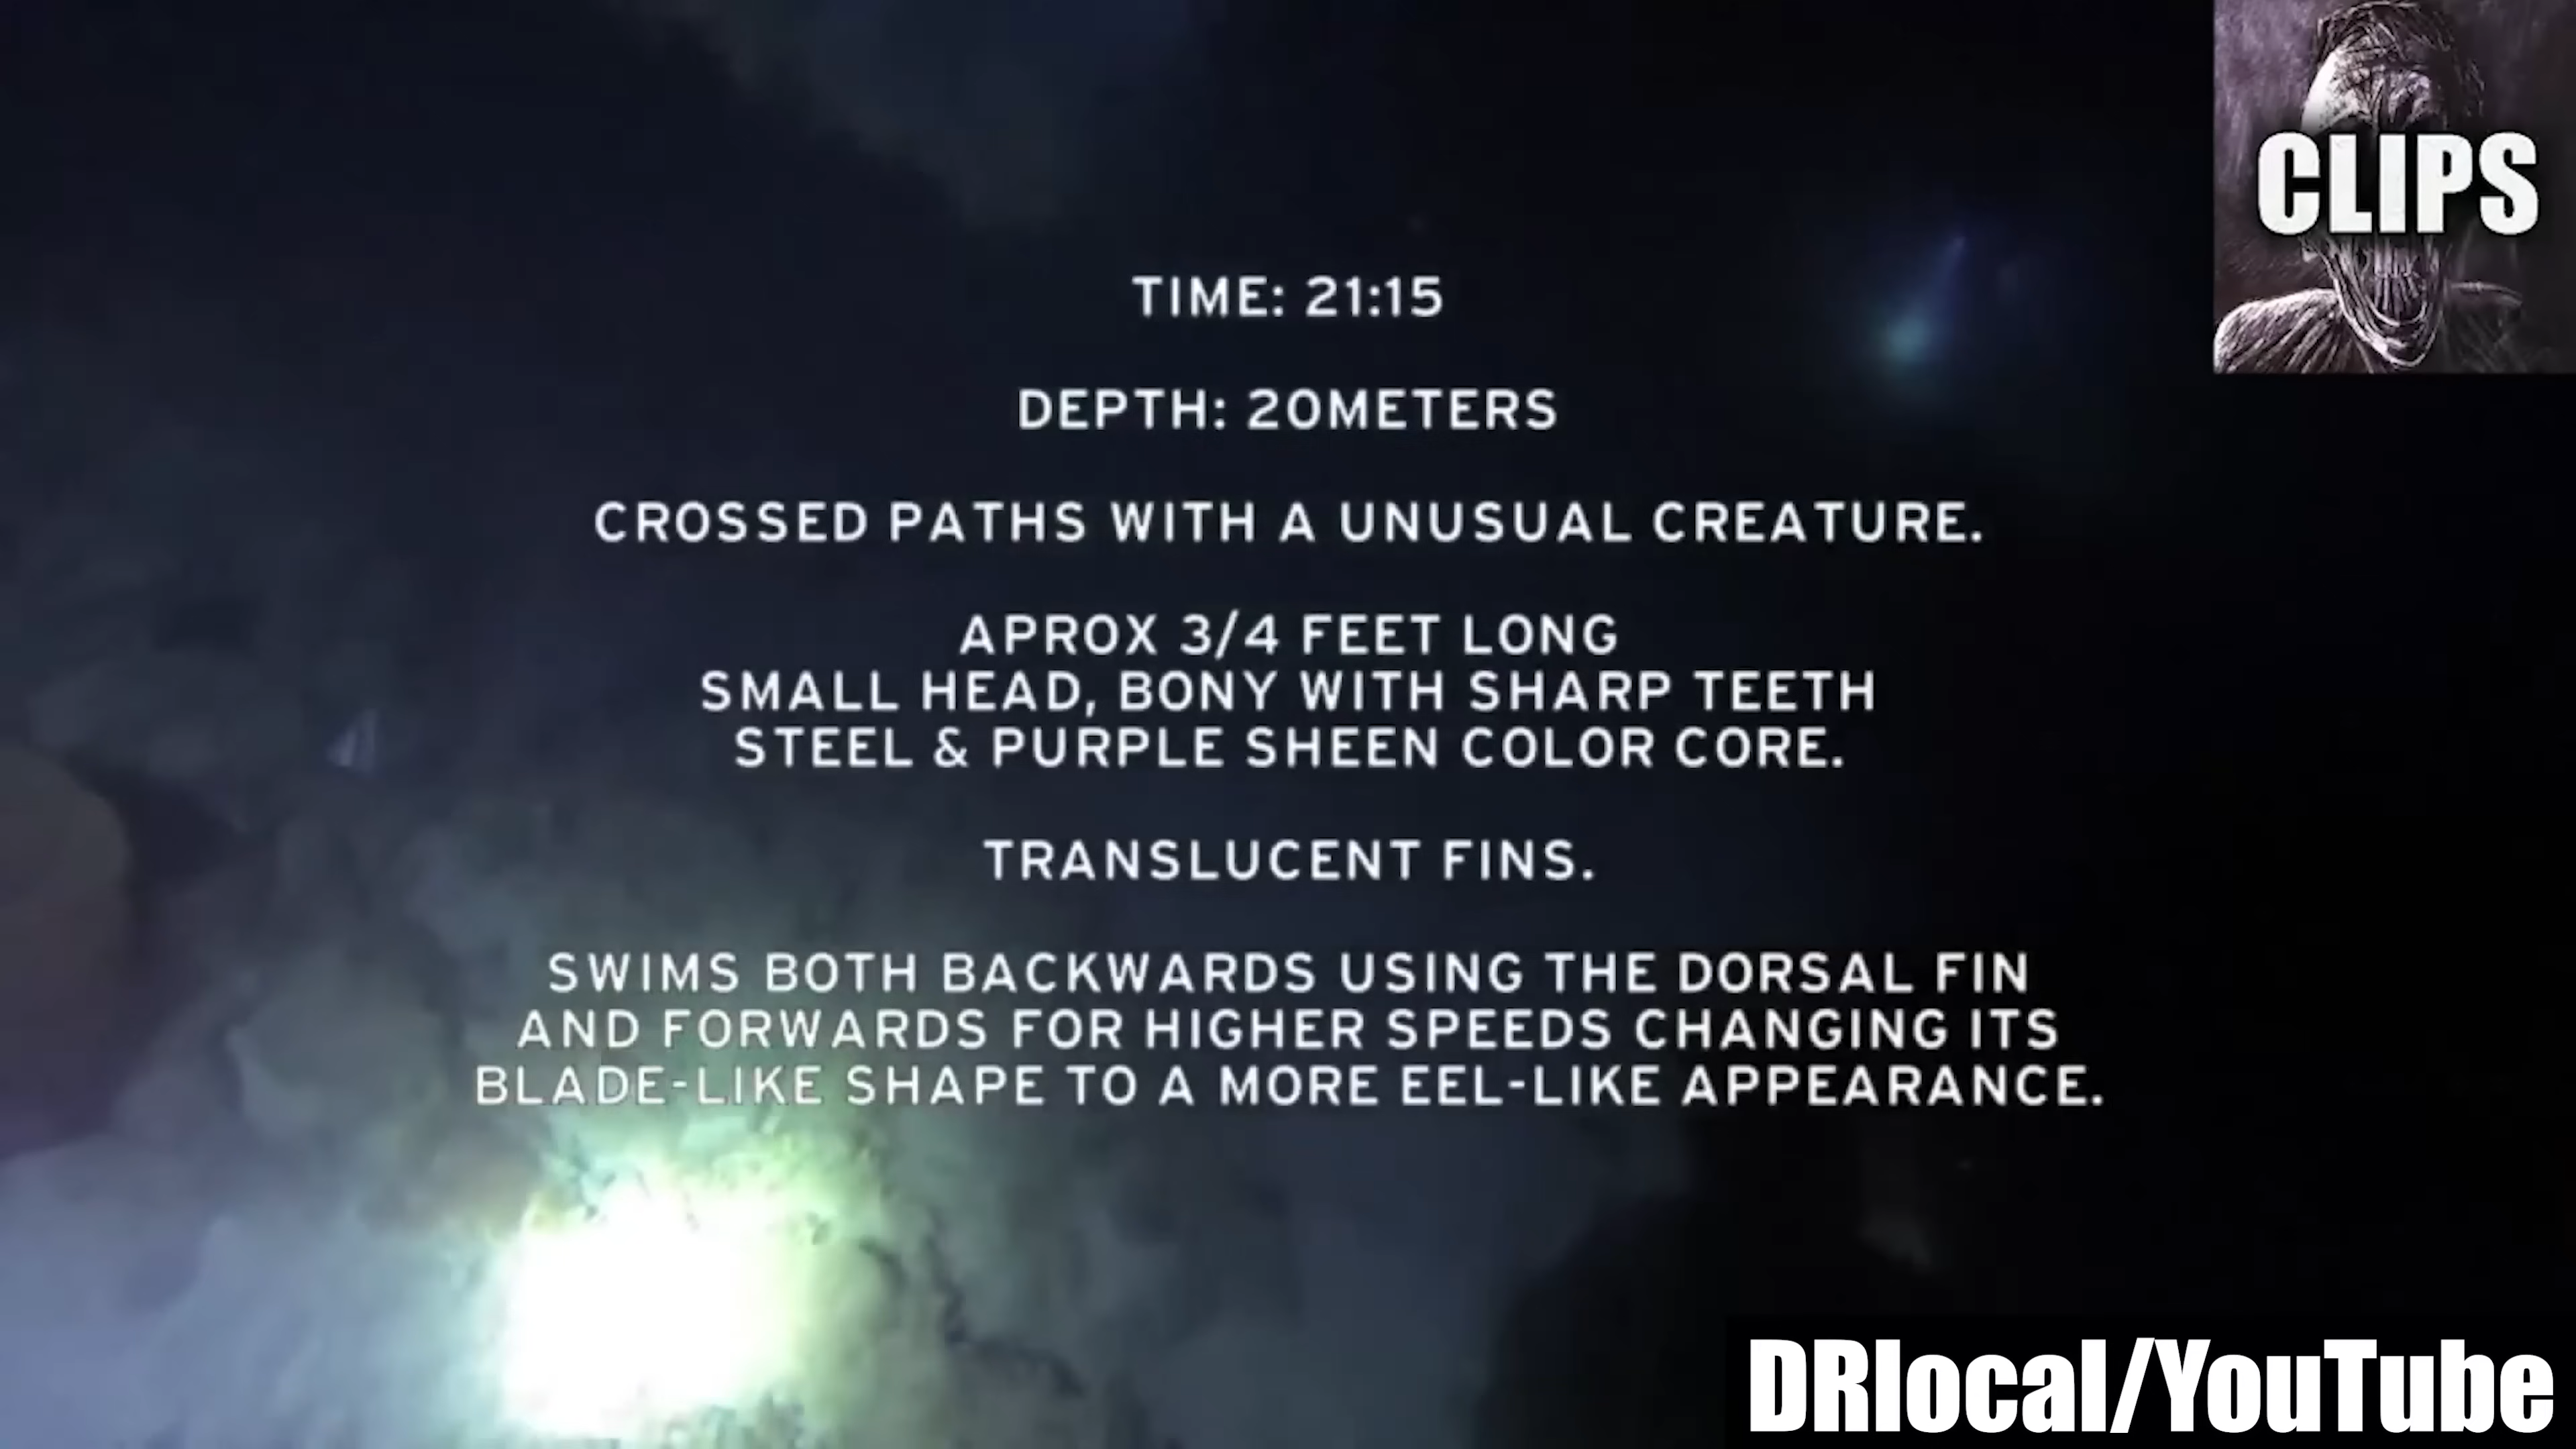 CLIPS
TIME: 21:15
DEPTH: 20METERS
CROSSED PATHS WITH A UNUSUAL CREATURE.
APROX 3/4 FEET LONG
SMALL HEAD, BONY WITH SHARP TEETH
STEEL & PURPLE SHEEN COLOR CORE.
TRANSLUCENT FINS.
SWIMS BOTH BACKWARDS USING THE DORSAL FIN
AND FORWARDS FOR HIGHER SPEEDS CHANGING ITS
BLADE-LIKE SHAPE TO A MORE EEL-LIKE APPEARANCE.
DRlocal/YouTube